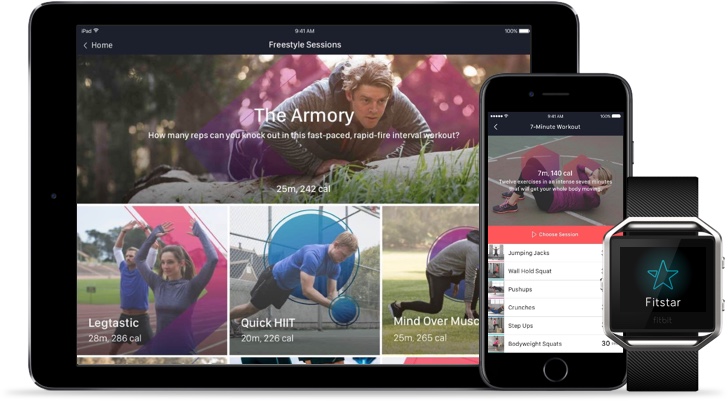 iPad
9:41 AM
100%
Home
Freestyle Sessions
The Armory
How many reps can you knock out in this fast-paced, rapid-fire interval workout?
25m, 242 cal
Legtastic
28m, 286 cal
Quick HIIT
20m, 226 cal
Mind Over Musc
25m, 265 cal
9:41 AM
100%
7-Minute Workout
7m, 140 cal
Twelve exercises in an intense seven minutes
that will get your whole body moving.
Choose Session
Jumping Jacks
Wall Hold Squat
Pushups
Crunches
Step Ups
Bodyweight Squats
30
Fitstar
fitbit